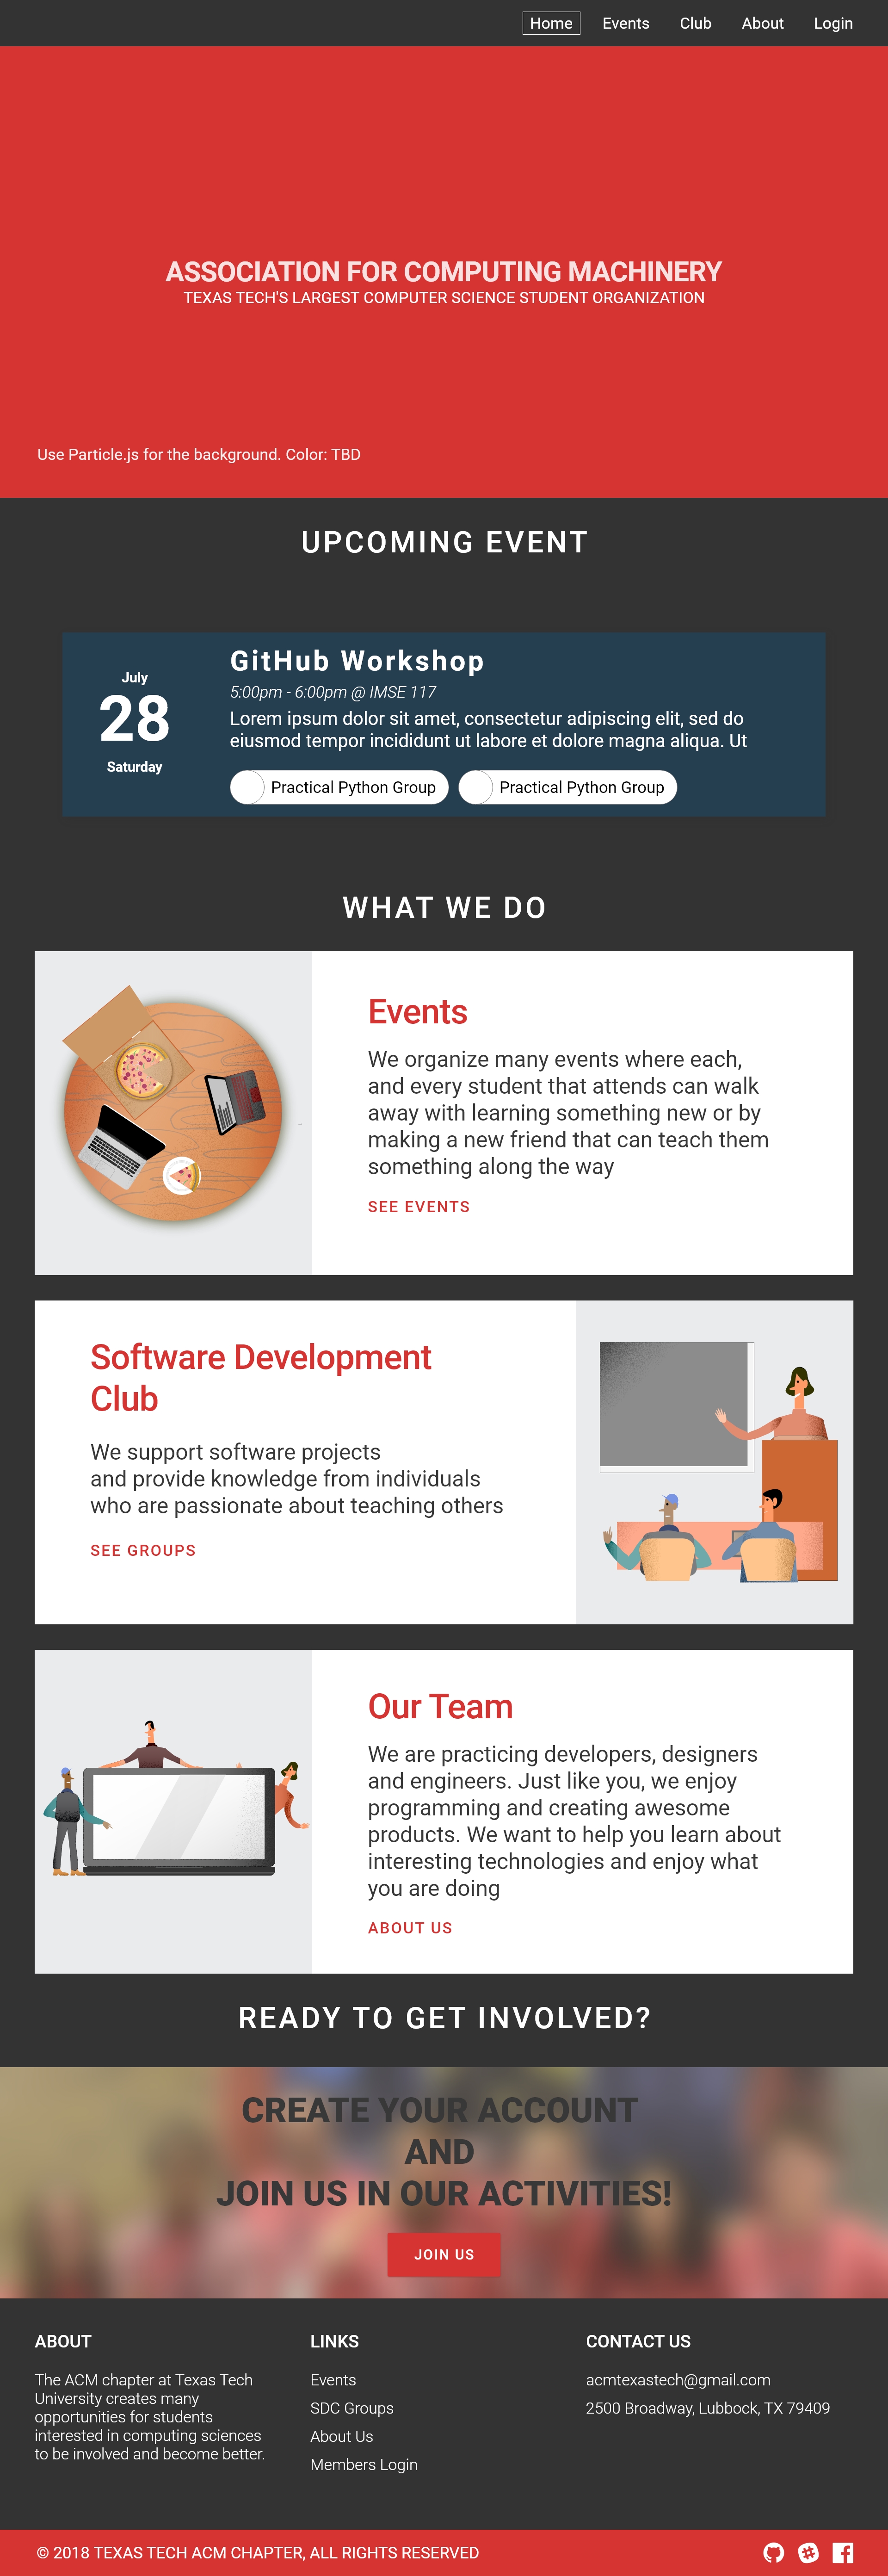 Home Events Club About Login
ASSOCIATION FOR COMPUTING MACHINERY
TEXAS TECH'S LARGEST COMPUTER SCIENCE STUDENT ORGANIZATION
Use Particle.js for the background. Color: TBD
UPCOMING EVENT
July
28
Saturday
GitHub Workshop
5:00pm - 6:00pm @ IMSE 117
Lorem ipsum dolor sit amet, consectetur adipiscing elit, sed do
eiusmod tempor incididunt ut labore et dolore magna aliqua. Ut
Practical Python Group Practical Python Group
WHAT WE DO
Events
We organize many events where each,
and every student that attends can walk
away with learning something new or by
making a new friend that can teach them
something along the way
SEE EVENTS
Software Development
Club
We support software projects
and provide knowledge from individuals
who are passionate about teaching others
SEE GROUPS
Our Team
We are practicing developers, designers
and engineers. Just like you, we enjoy
programming and creating awesome
products. We want to help you learn about
interesting technologies and enjoy what
you are doing
ABOUT US
READY TO GET INVOLVED?
CREATE YOUR ACCOUNT
AND
JOIN US IN OUR ACTIVITIES!
JOIN US
ABOUT
The ACM chapter at Texas Tech
University creates many
opportunities for students
interested in computing sciences
to be involved and become better.
LINKS
Events
SDC Groups
About Us
Members Login
CONTACT US
acmtexastech@gmail.com
2500 Broadway, Lubbock, TX 79409
© 2018 TEXAS TECH ACM CHAPTER, ALL RIGHTS RESERVED